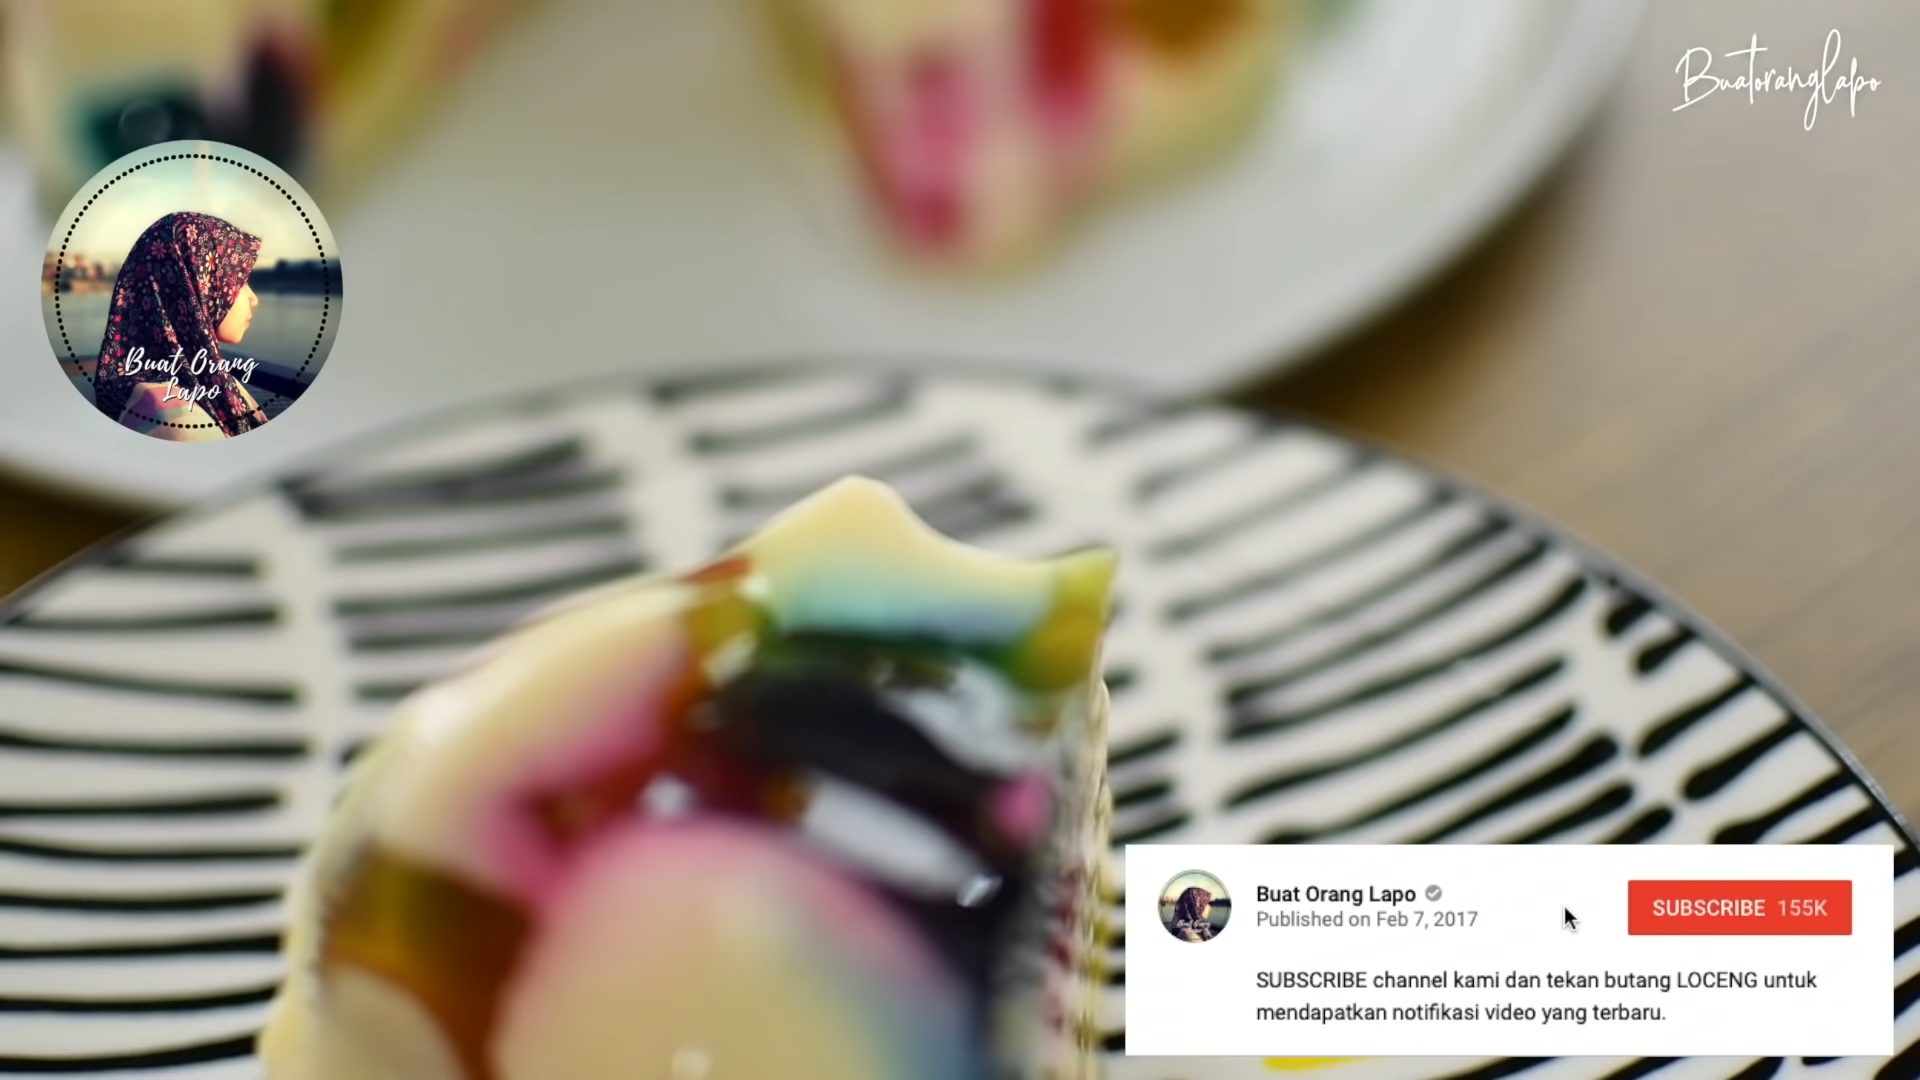 Buatoranglapo
Buat Orang
Lapo
Buat Orang Lapo
Published on Feb 7, 2017
SUBSCRIBE 155K
SUBSCRIBE channel kami dan tekan butang LOCENG untuk
mendapatkan notifikasi video yang terbaru.